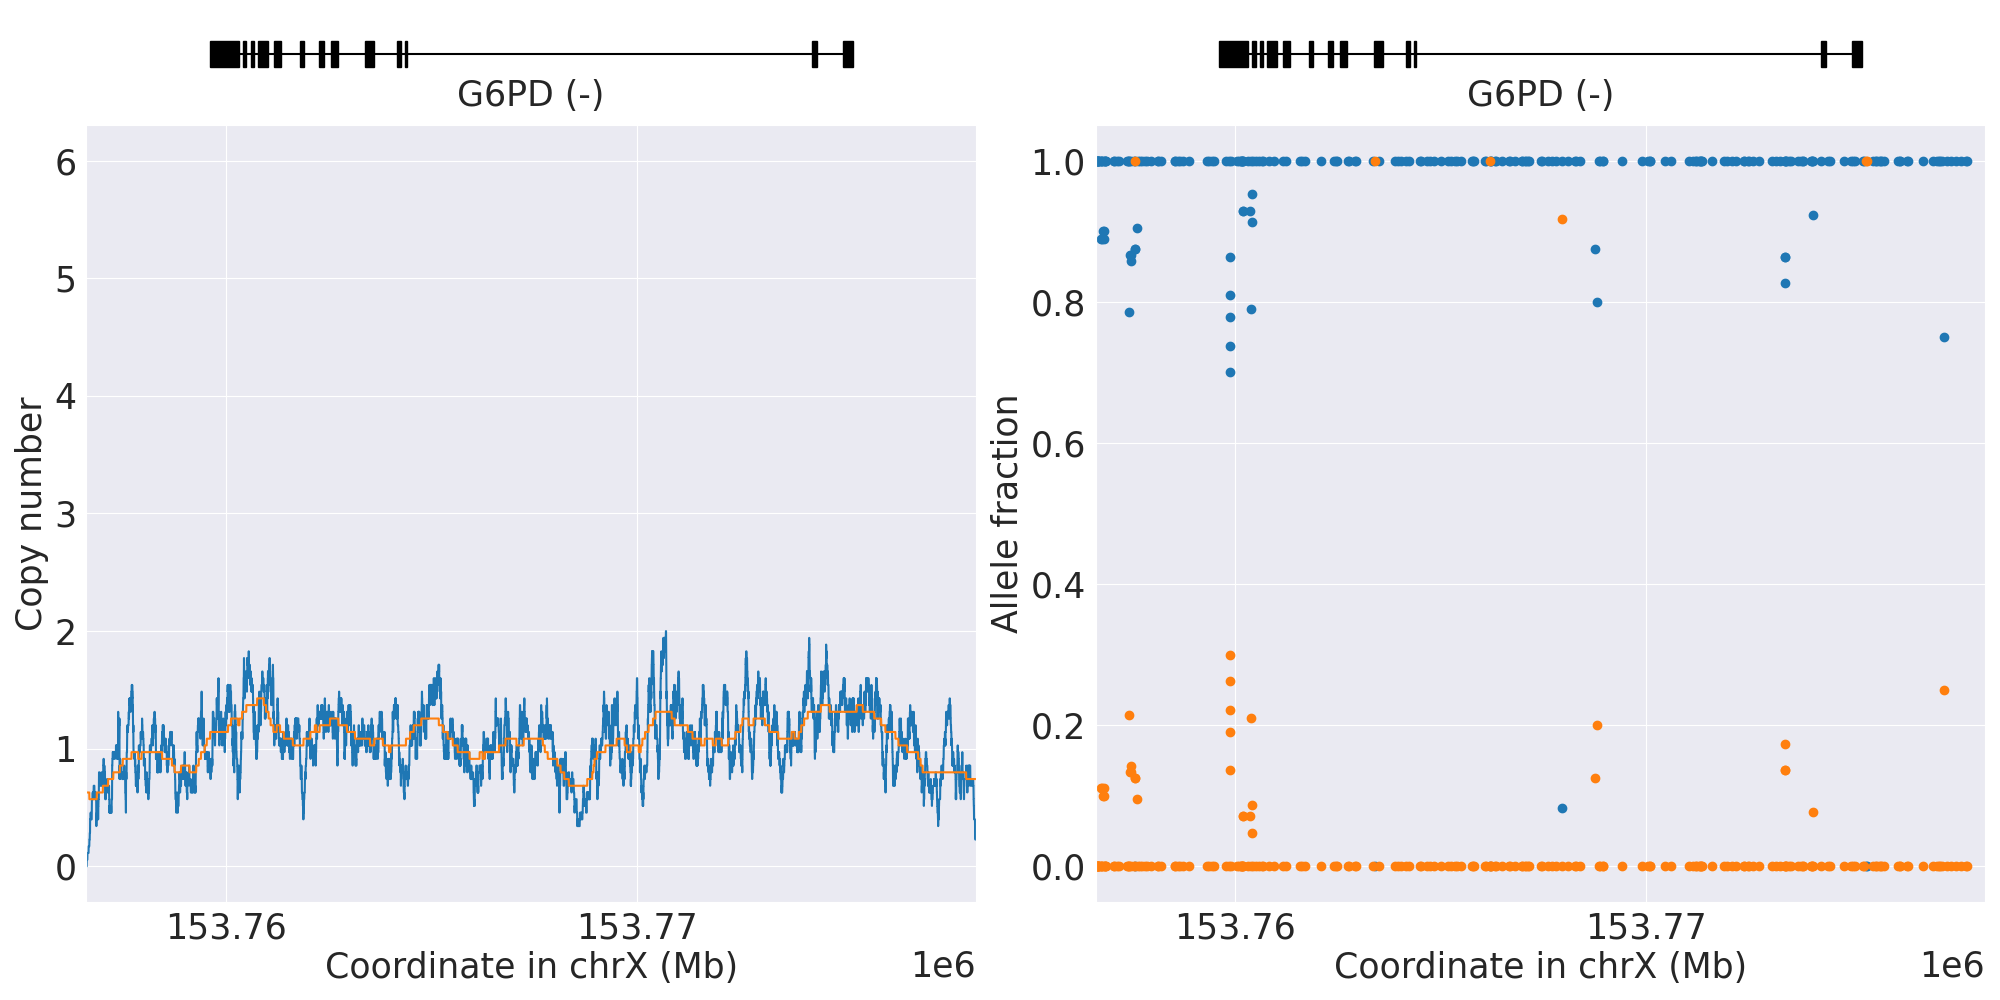 G6PD (-)
6
5
4
3
2
1
0
Copy number
153.76
153.77
Coordinate in chrX (Mb)
1e6
G6PD (-)
1.0
0.8
0.6
0.4
0.2
0.0
Allele fraction
153.76
153.77
Coordinate in chrX (Mb)
1e6